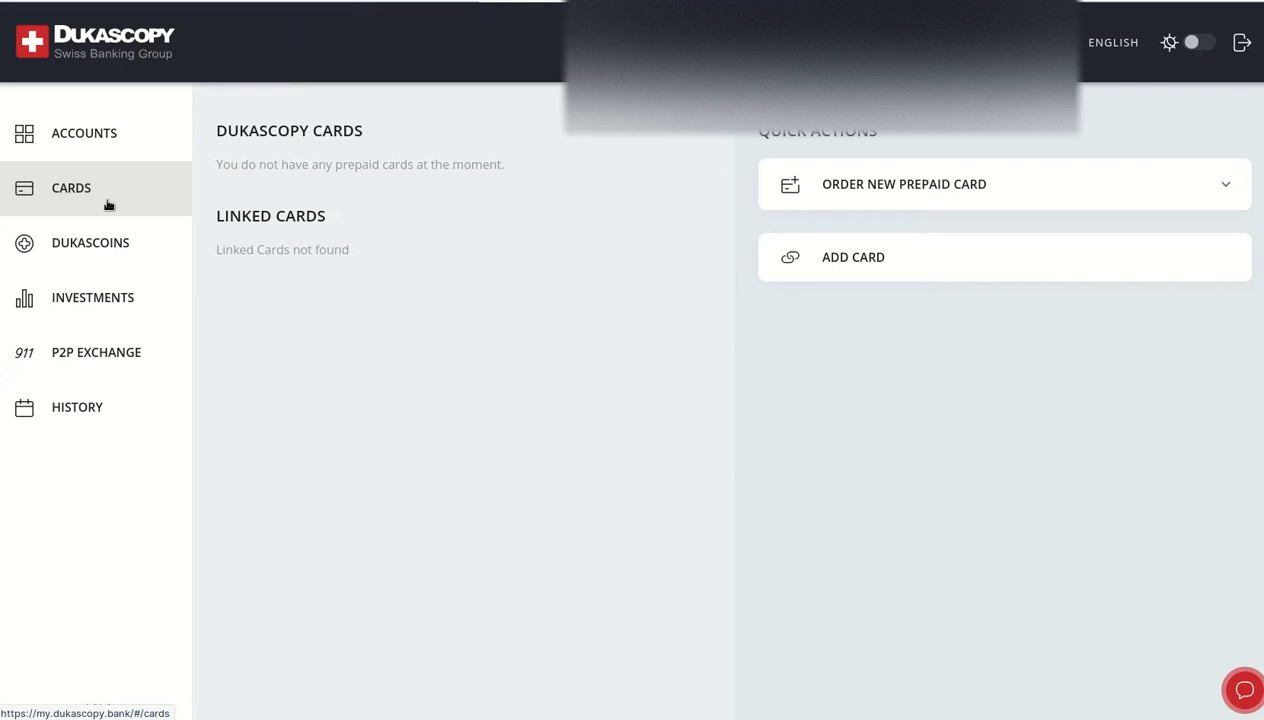 DUKASCOPY
Swiss Banking Group
ENGLISH
ACCOUNTS
CARDS
DUKASCOINS
INVESTMENTS
911 P2P EXCHANGE
HISTORY
DUKASCOPY CARDS
You do not have any prepaid cards at the moment.
LINKED CARDS
Linked Cards not found
QUICK ACTIONS
ORDER NEW PREPAID CARD
ADD CARD
https://my.dukascopy.bank/#/cards